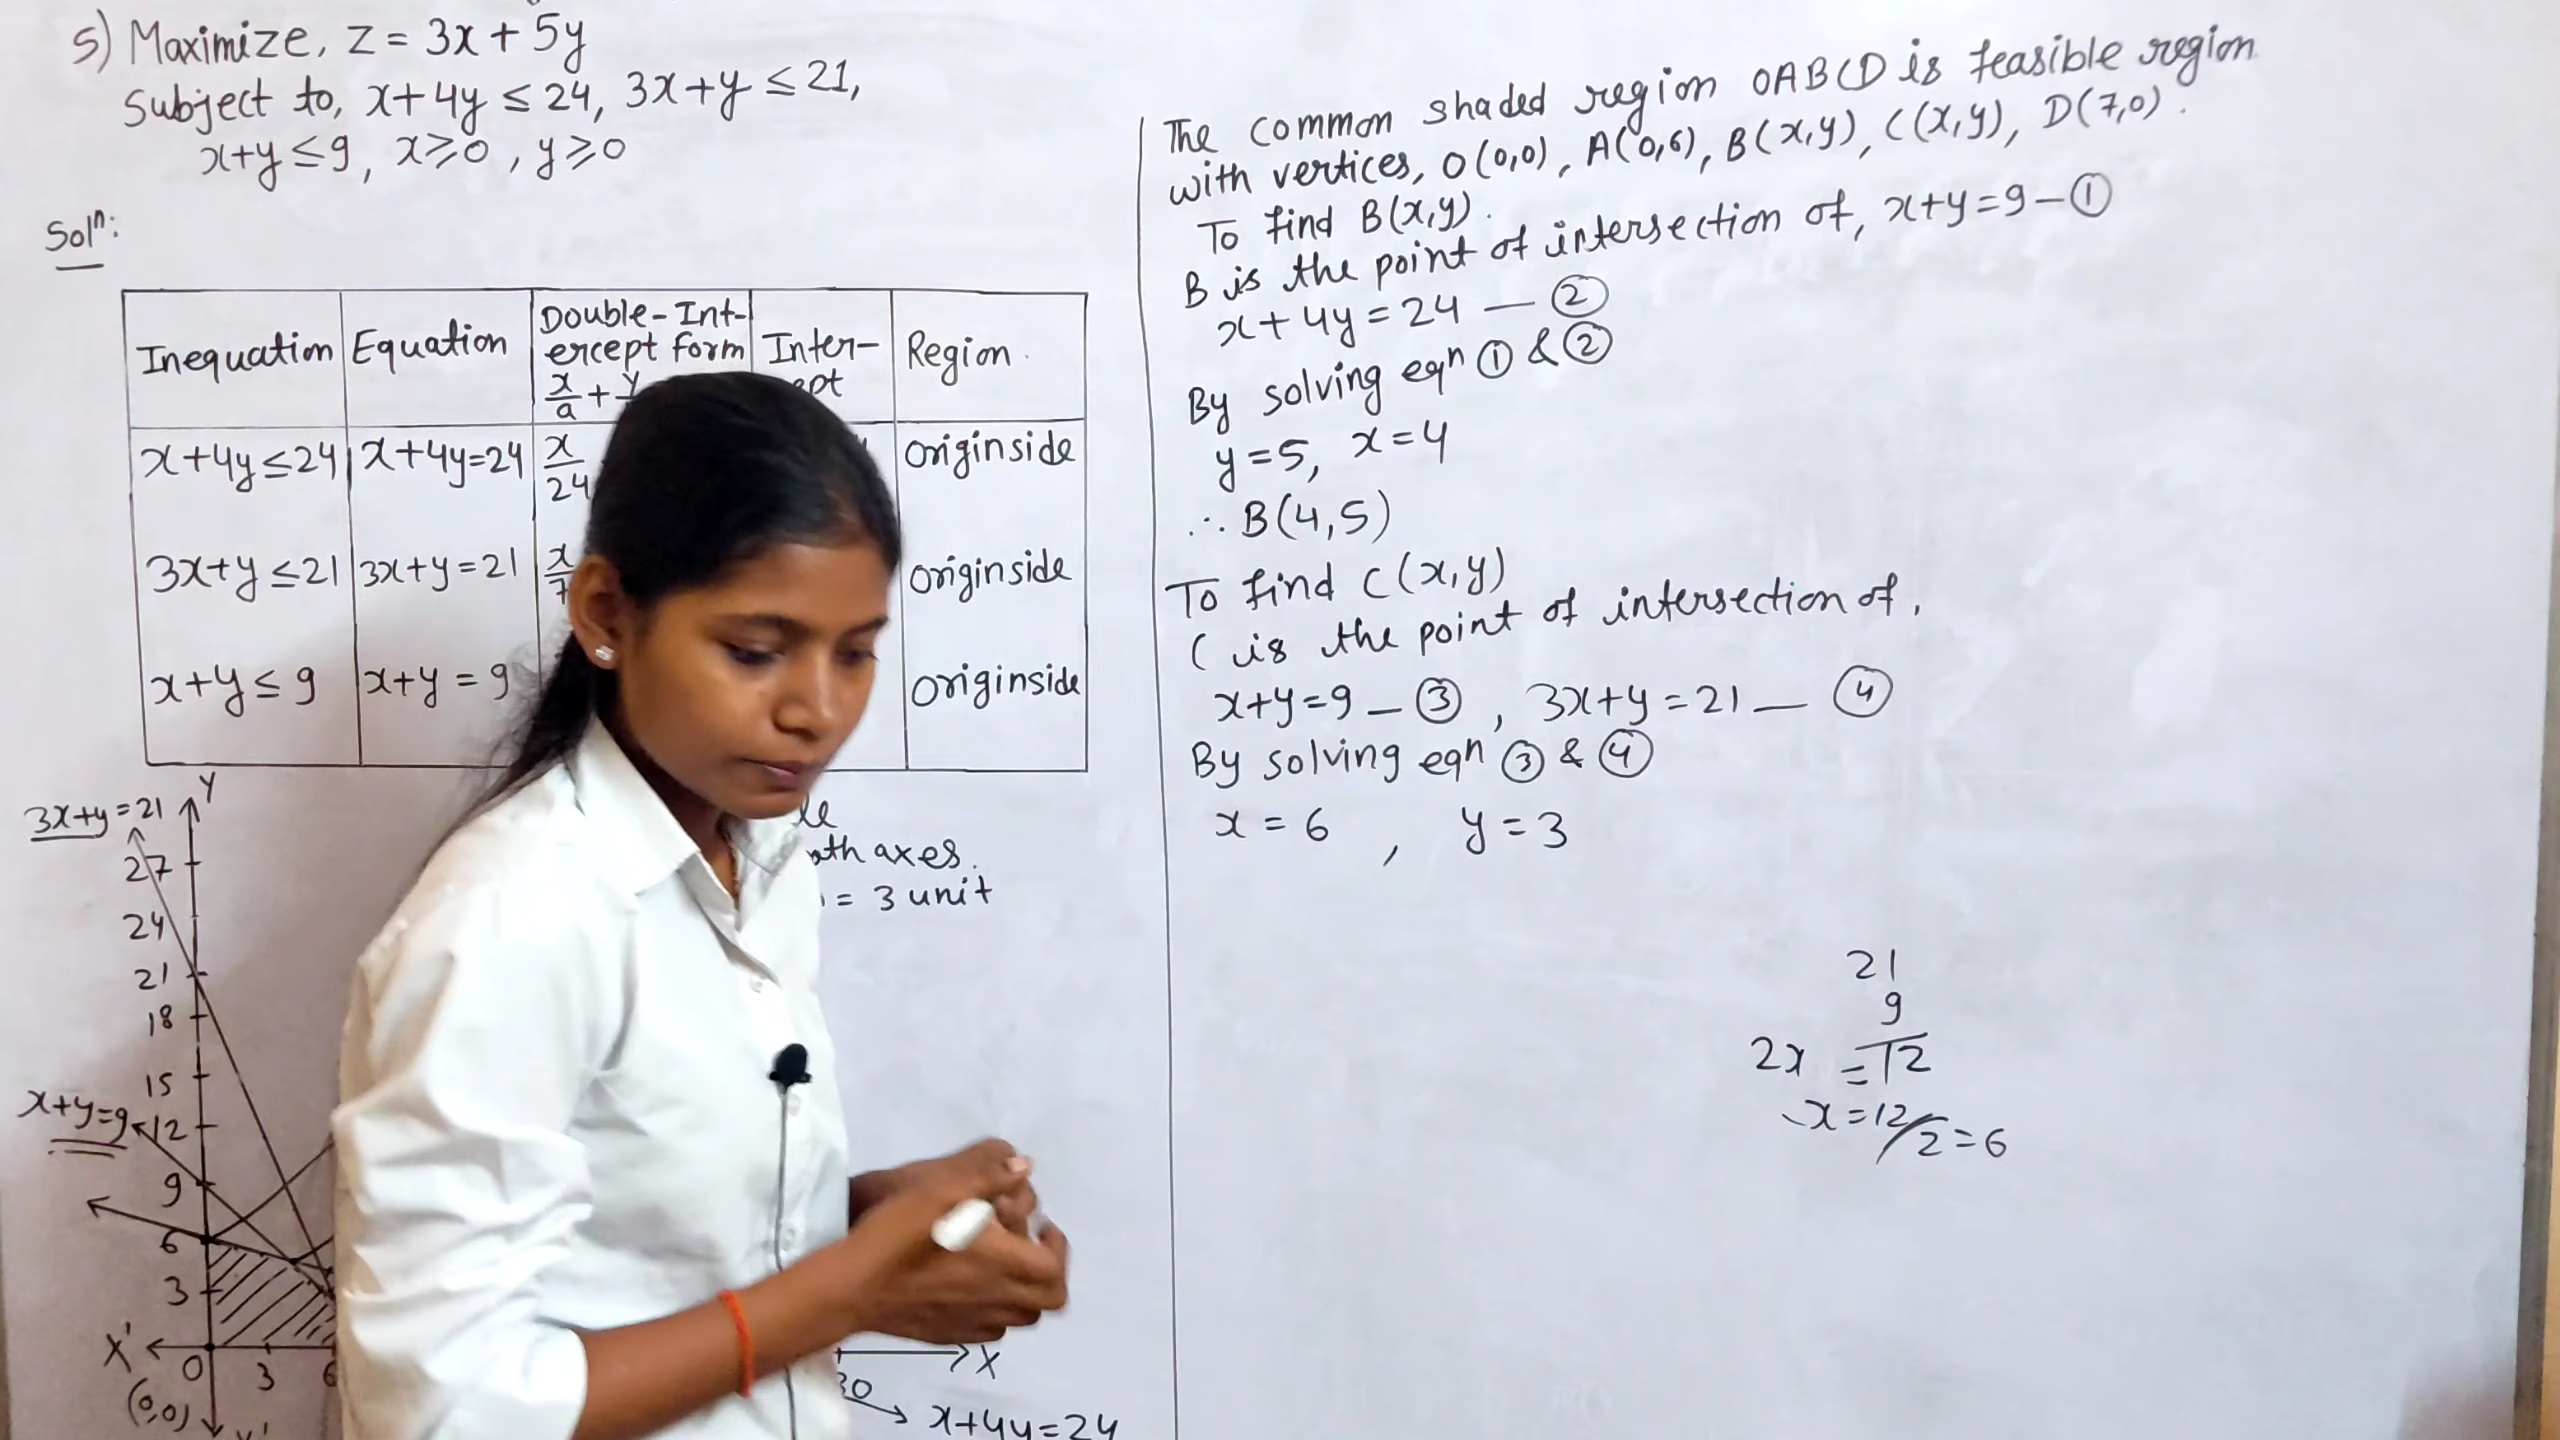 5) Maximize, z = 3x + 5y
Subject to, x+4y ≤ 24, 3x+y ≤ 21,
x+y ≤ 9, x ≥ 0, y ≥ 0
Solⁿ:
Inequation Equation Double-Int- Inter- Region
ercept form
x/a + y
x+4y ≤ 24 x+4y=24 x/24 originside
3x+y ≤ 21 3x+y=21 x/7 originside
x+y ≤ 9 x+y = 9 originside
axes.
= 3 unit
3x+y = 21
Y
27
24
21
18
15
x+y=9
12
9
6
3
X' O 3 6 30 X
(0,0)
x+4y=24
The common shaded region OABCD is feasible region
with vertices, O(0,0), A(0,6), B(x,y), C(x,y), D(7,0).
To find B(x,y).
B is the point of intersection of, x+y=9 – ①
x+4y = 24 — ②
By solving eqⁿ ① & ②
y = 5, x = 4
∴ B(4,5)
To find C(x,y)
C is the point of intersection of,
x+y=9 – ③, 3x+y = 21 — ④
By solving eqⁿ ③ & ④
x = 6 , y = 3
21
9
2x = 12
x = 12/2 = 6